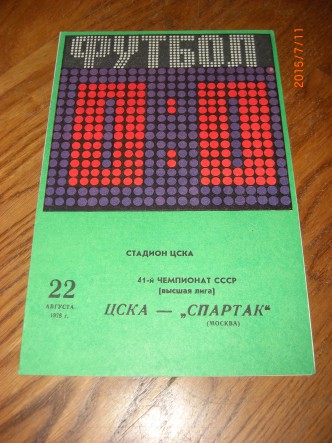 2015/7/11
ФУТБОЛ
0:0
СТАДИОН ЦСКА
41-й ЧЕМПИОНАТ СССР
(высшая лига)
22
АВГУСТА
1978 г.
ЦСКА — „СПАРТАК"
(МОСКВА)